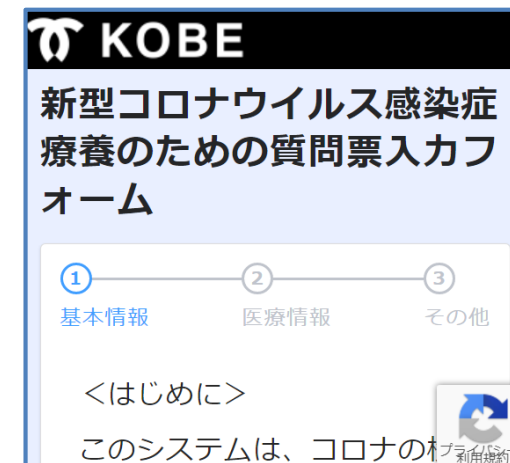 KOBE
新型コロナウイルス感染症
療養のための質問票入力フ
ォーム
1 2 3
基本情報 医療情報 その他
＜はじめに＞
このシステムは、コロナの
プライバシー
利用規約